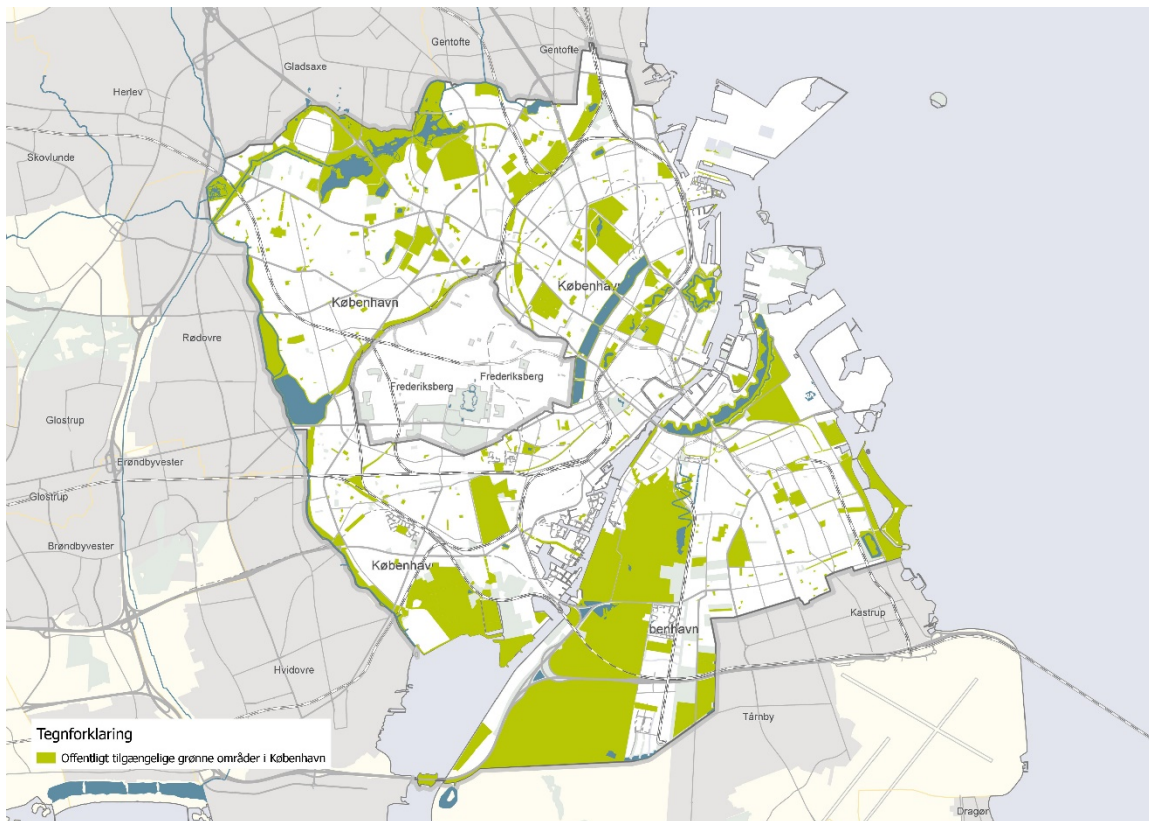 Gentofte
Gentofte
Gladsaxe
Herlev
Skovlunde
København
København
Rødovre
Frederiksberg
Frederiksberg
Glostrup
Brøndbyvester
Glostrup
Brøndbyvester
København
Kastrup
benhavn
Hvidovre
Tårnby
Tegnforklaring
Offentligt tilgængelige grønne områder i København
Dragør